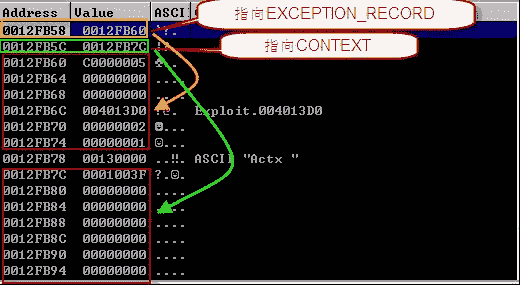 Address Value ASCI 指向EXCEPTION_RECORD
0012FB58 0012FB60
0012FB5C 0012FB7C 指向CONTEXT
0012FB60 C0000005
0012FB64 00000000 ....
0012FB68 00000000 ....
0012FB6C 004013D0 Exploit.004013D0
0012FB70 00000002 ☻...
0012FB74 00000001 ☺...
0012FB78 00130000 ..‼. ASCII "Actx "
0012FB7C 0001003F ?.☺.
0012FB80 00000000 ....
0012FB84 00000000 ....
0012FB88 00000000 ....
0012FB8C 00000000 ....
0012FB90 00000000 ....
0012FB94 00000000 ....